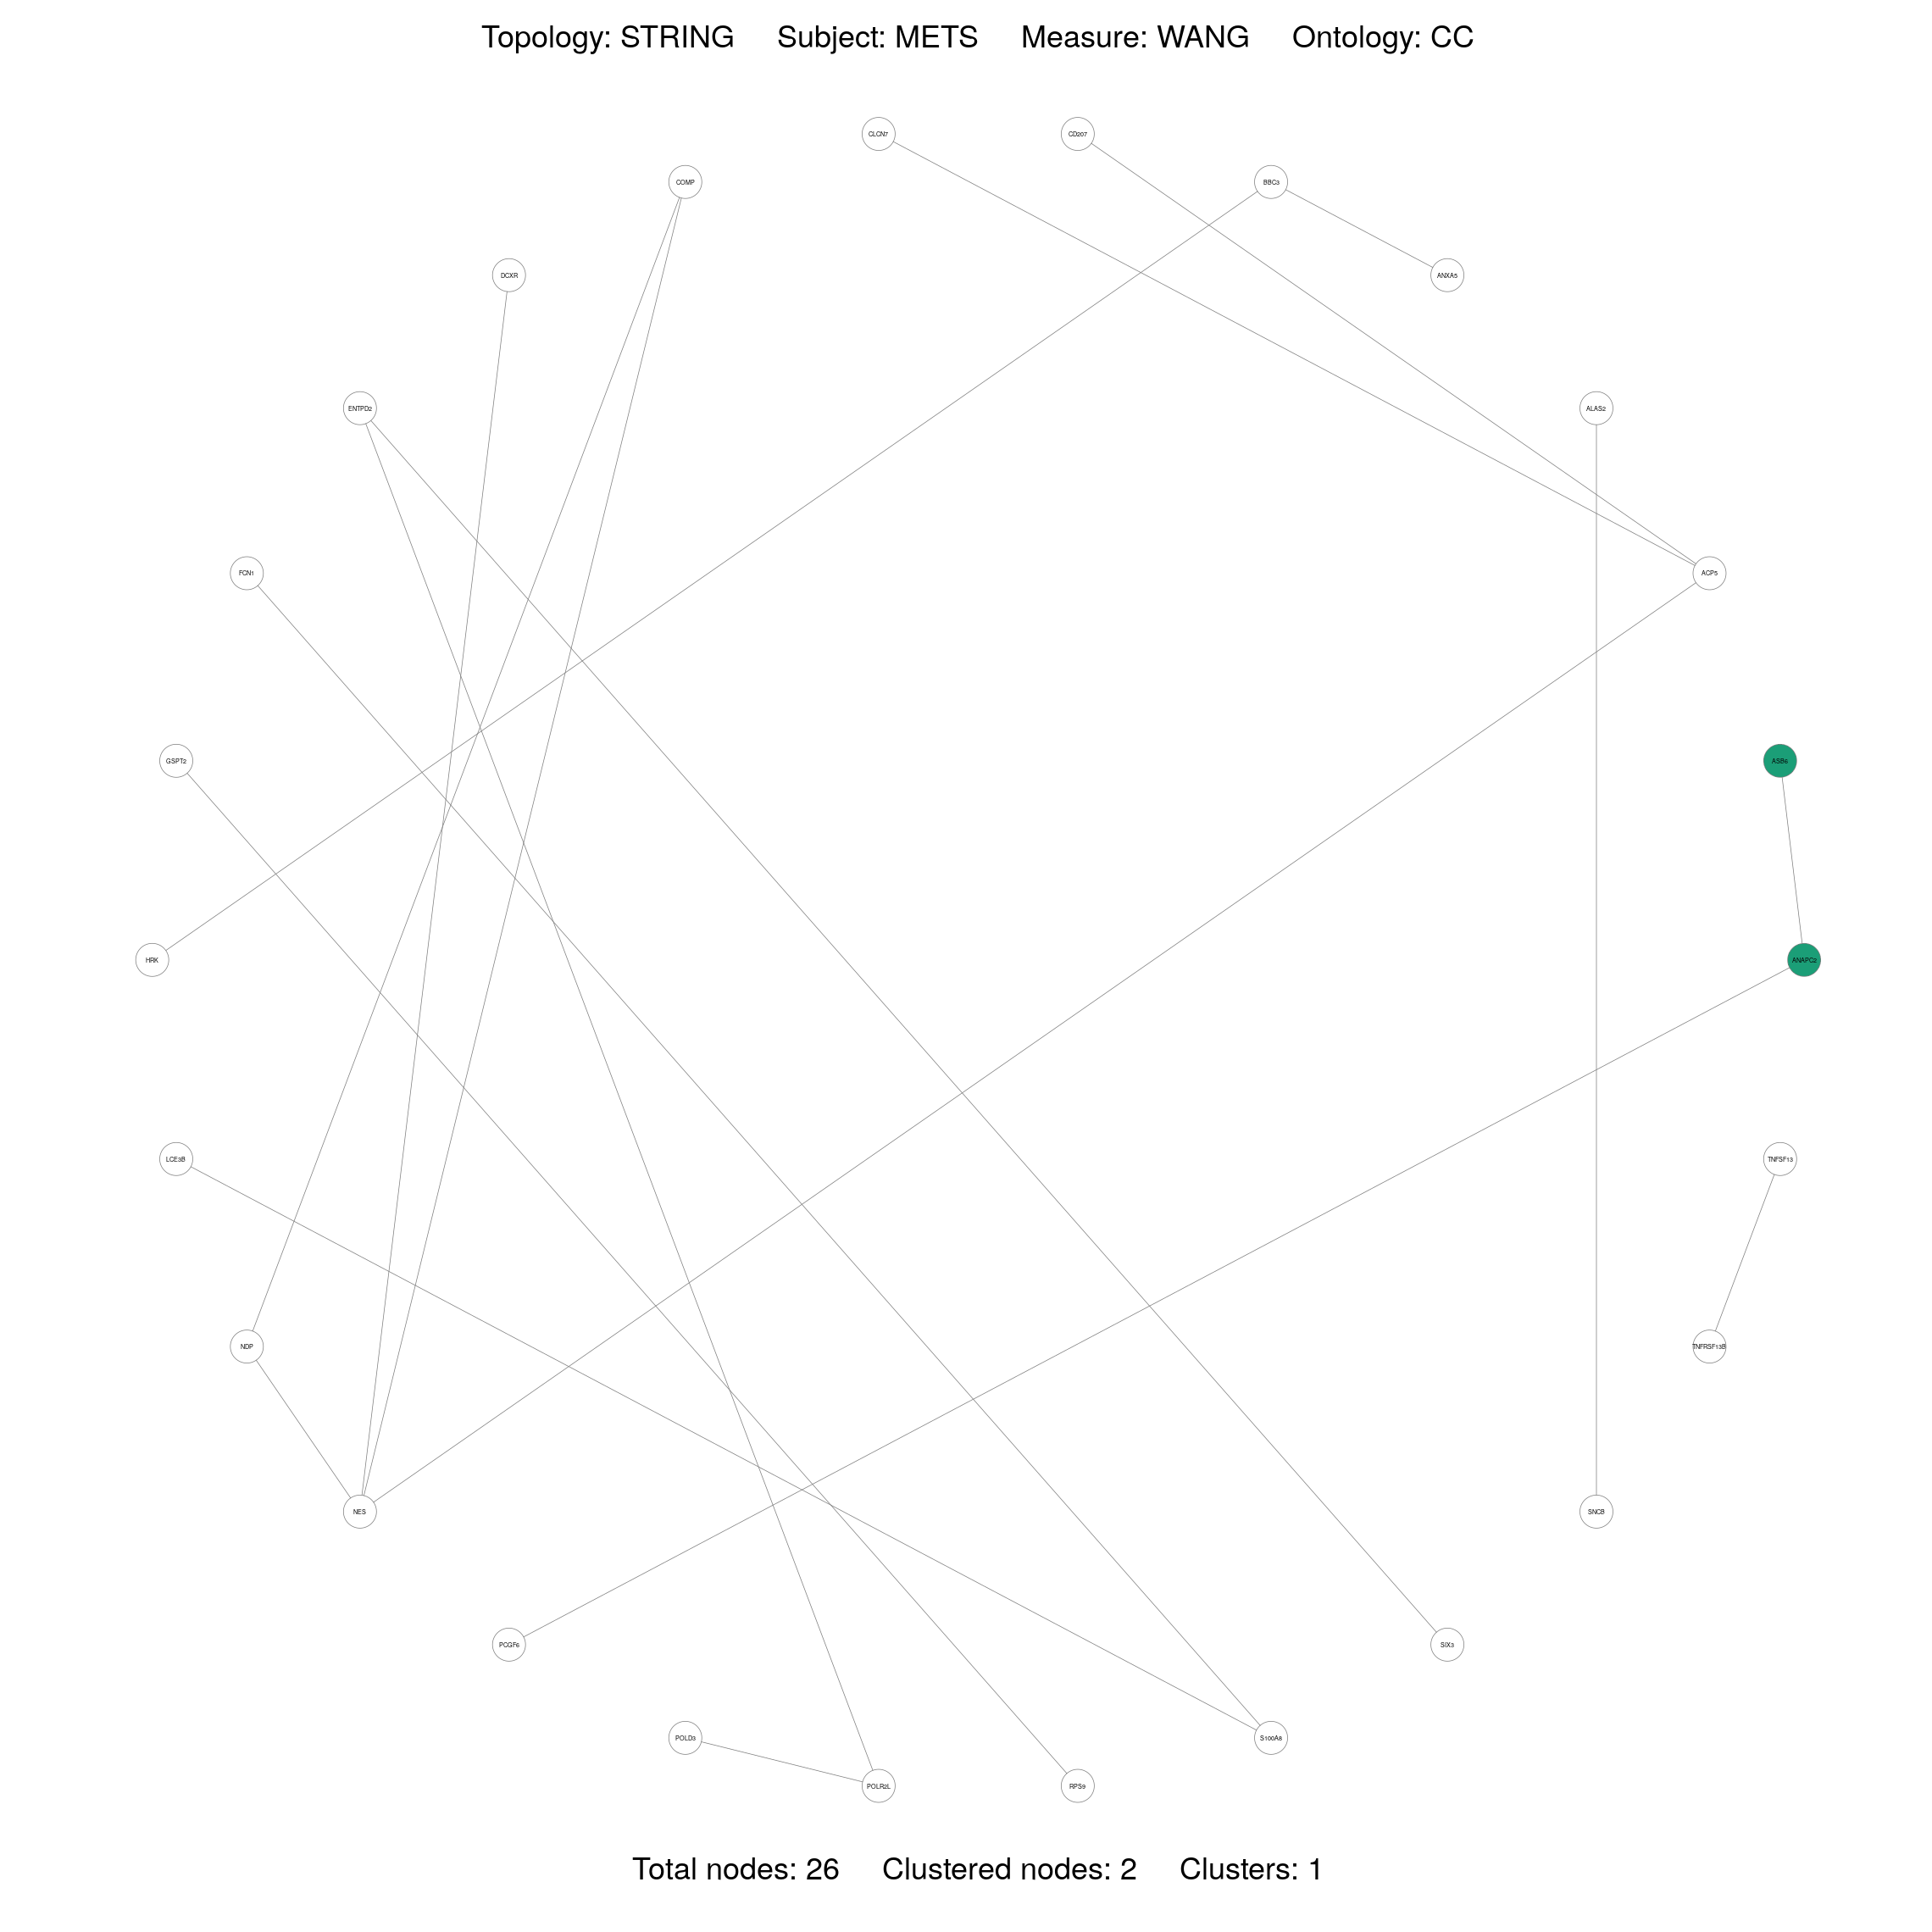 Topology: STRING Subject: METS Measure: WANG Ontology: CC
CLCN7
CD207
COMP
BBC3
DCXR
ANXA5
ENTPD2
ALAS2
FCN1
ACP5
GSPT2
ASB6
HRK
ANAPC2
LCE3B
TNFSF13
NDP
TNFRSF13B
NES
SNCB
PCGF6
SIX3
POLD3
S100A8
POLR2L
RPS9
Total nodes: 26 Clustered nodes: 2 Clusters: 1